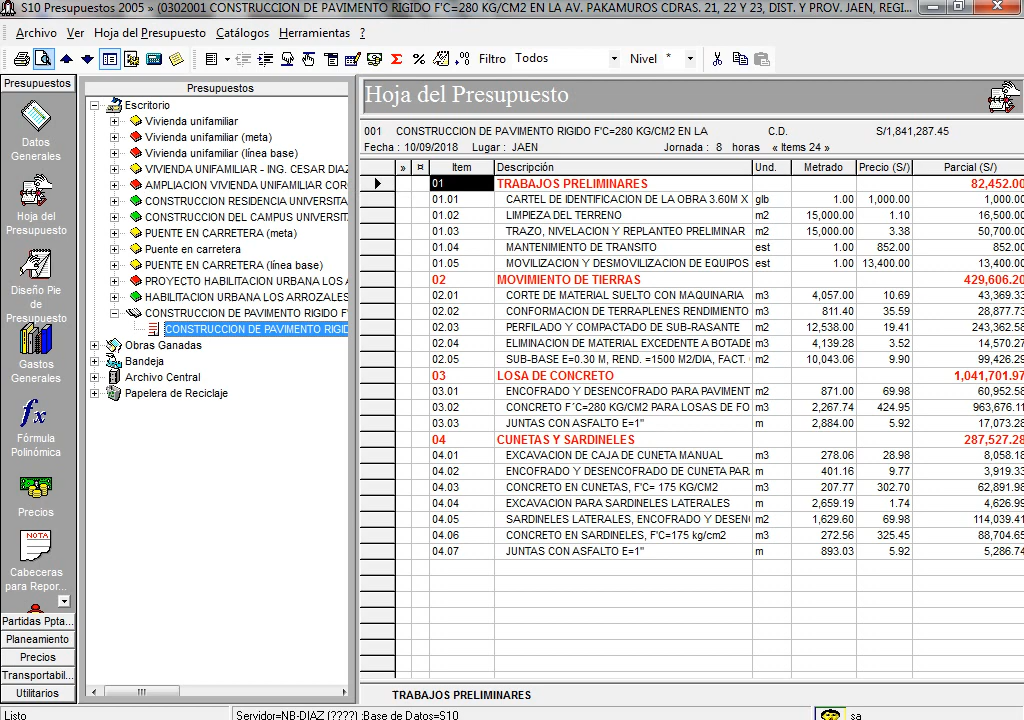 S10 Presupuestos 2005 » (0302001 CONSTRUCCION DE PAVIMENTO RIGIDO F'C=280 KG/CM2 EN LA AV. PAKAMUROS CDRAS. 21, 22 Y 23, DIST. Y PROV. JAEN, REGI...
Archivo Ver Hoja del Presupuesto Catálogos Herramientas ?
Filtro Todos Nivel *
Presupuestos
Datos
Generales
Hoja del
Presupuesto
Diseño Pie
de
Presupuesto
Gastos
Generales
fx
Fórmula
Polinómica
Precios
NOTA
Cabeceras
para Repor...
Partidas Ppta...
Planeamiento
Precios
Transportabil...
Utilitarios
Presupuestos
Escritorio
Vivienda unifamiliar
Vivienda unifamiliar (meta)
Vivienda unifamiliar (línea base)
VIVIENDA UNIFAMILIAR - ING. CESAR DIAZ
AMPLIACION VIVIENDA UNIFAMILIAR COR
CONSTRUCCION RESIDENCIA UNIVERSITA
CONSTRUCCION DEL CAMPUS UNIVERSIT
PUENTE EN CARRETERA (meta)
Puente en carretera
PUENTE EN CARRETERA (línea base)
PROYECTO HABILITACION URBANA LOS A
HABILITACION URBANA LOS ARROZALES
CONSTRUCCION DE PAVIMENTO RIGIDO F'
CONSTRUCCION DE PAVIMENTO RIGID
Obras Ganadas
Bandeja
Archivo Central
Papelera de Reciclaje
Hoja del Presupuesto
001 CONSTRUCCION DE PAVIMENTO RIGIDO F'C=280 KG/CM2 EN LA C.D. S/1,841,287.45
Fecha : 10/09/2018 Lugar : JAEN Jornada : 8 horas « Items 24 »
» ¤ Item Descripción Und. Metrado Precio (S/) Parcial (S/)
01 TRABAJOS PRELIMINARES 82,452.00
01.01 CARTEL DE IDENTIFICACION DE LA OBRA 3.60M X glb 1.00 1,000.00 1,000.00
01.02 LIMPIEZA DEL TERRENO m2 15,000.00 1.10 16,500.00
01.03 TRAZO, NIVELACION Y REPLANTEO PRELIMINAR m2 15,000.00 3.38 50,700.00
01.04 MANTENIMIENTO DE TRANSITO est 1.00 852.00 852.00
01.05 MOVILIZACION Y DESMOVILIZACION DE EQUIPOS est 1.00 13,400.00 13,400.00
02 MOVIMIENTO DE TIERRAS 429,606.20
02.01 CORTE DE MATERIAL SUELTO CON MAQUINARIA m3 4,057.00 10.69 43,369.33
02.02 CONFORMACION DE TERRAPLENES RENDIMIENTO m3 811.40 35.59 28,877.73
02.03 PERFILADO Y COMPACTADO DE SUB-RASANTE m2 12,538.00 19.41 243,362.58
02.04 ELIMINACION DE MATERIAL EXCEDENTE A BOTADE m3 4,139.28 3.52 14,570.27
02.05 SUB-BASE E=0.30 M, REND. =1500 M2/DIA, FACT. m2 10,043.06 9.90 99,426.29
03 LOSA DE CONCRETO 1,041,701.97
03.01 ENCOFRADO Y DESENCOFRADO PARA PAVIMENT m2 871.00 69.98 60,952.58
03.02 CONCRETO F´C=280 KG/CM2 PARA LOSAS DE FO m3 2,267.74 424.95 963,676.11
03.03 JUNTAS CON ASFALTO E=1" m 2,884.00 5.92 17,073.28
04 CUNETAS Y SARDINELES 287,527.28
04.01 EXCAVACION DE CAJA DE CUNETA MANUAL m3 278.06 28.98 8,058.18
04.02 ENCOFRADO Y DESENCOFRADO DE CUNETA PAR m 401.16 9.77 3,919.33
04.03 CONCRETO EN CUNETAS, F'C= 175 KG/CM2 m3 207.77 302.70 62,891.98
04.04 EXCAVACION PARA SARDINELES LATERALES m 2,659.19 1.74 4,626.99
04.05 SARDINELES LATERALES, ENCOFRADO Y DESEN m2 1,629.60 69.98 114,039.41
04.06 CONCRETO EN SARDINELES, F'C=175 kg/cm2 m3 272.56 325.45 88,704.65
04.07 JUNTAS CON ASFALTO E=1" m 893.03 5.92 5,286.74
TRABAJOS PRELIMINARES
Listo Servidor=NB-DIAZ (????) ;Base de Datos=S10 sa